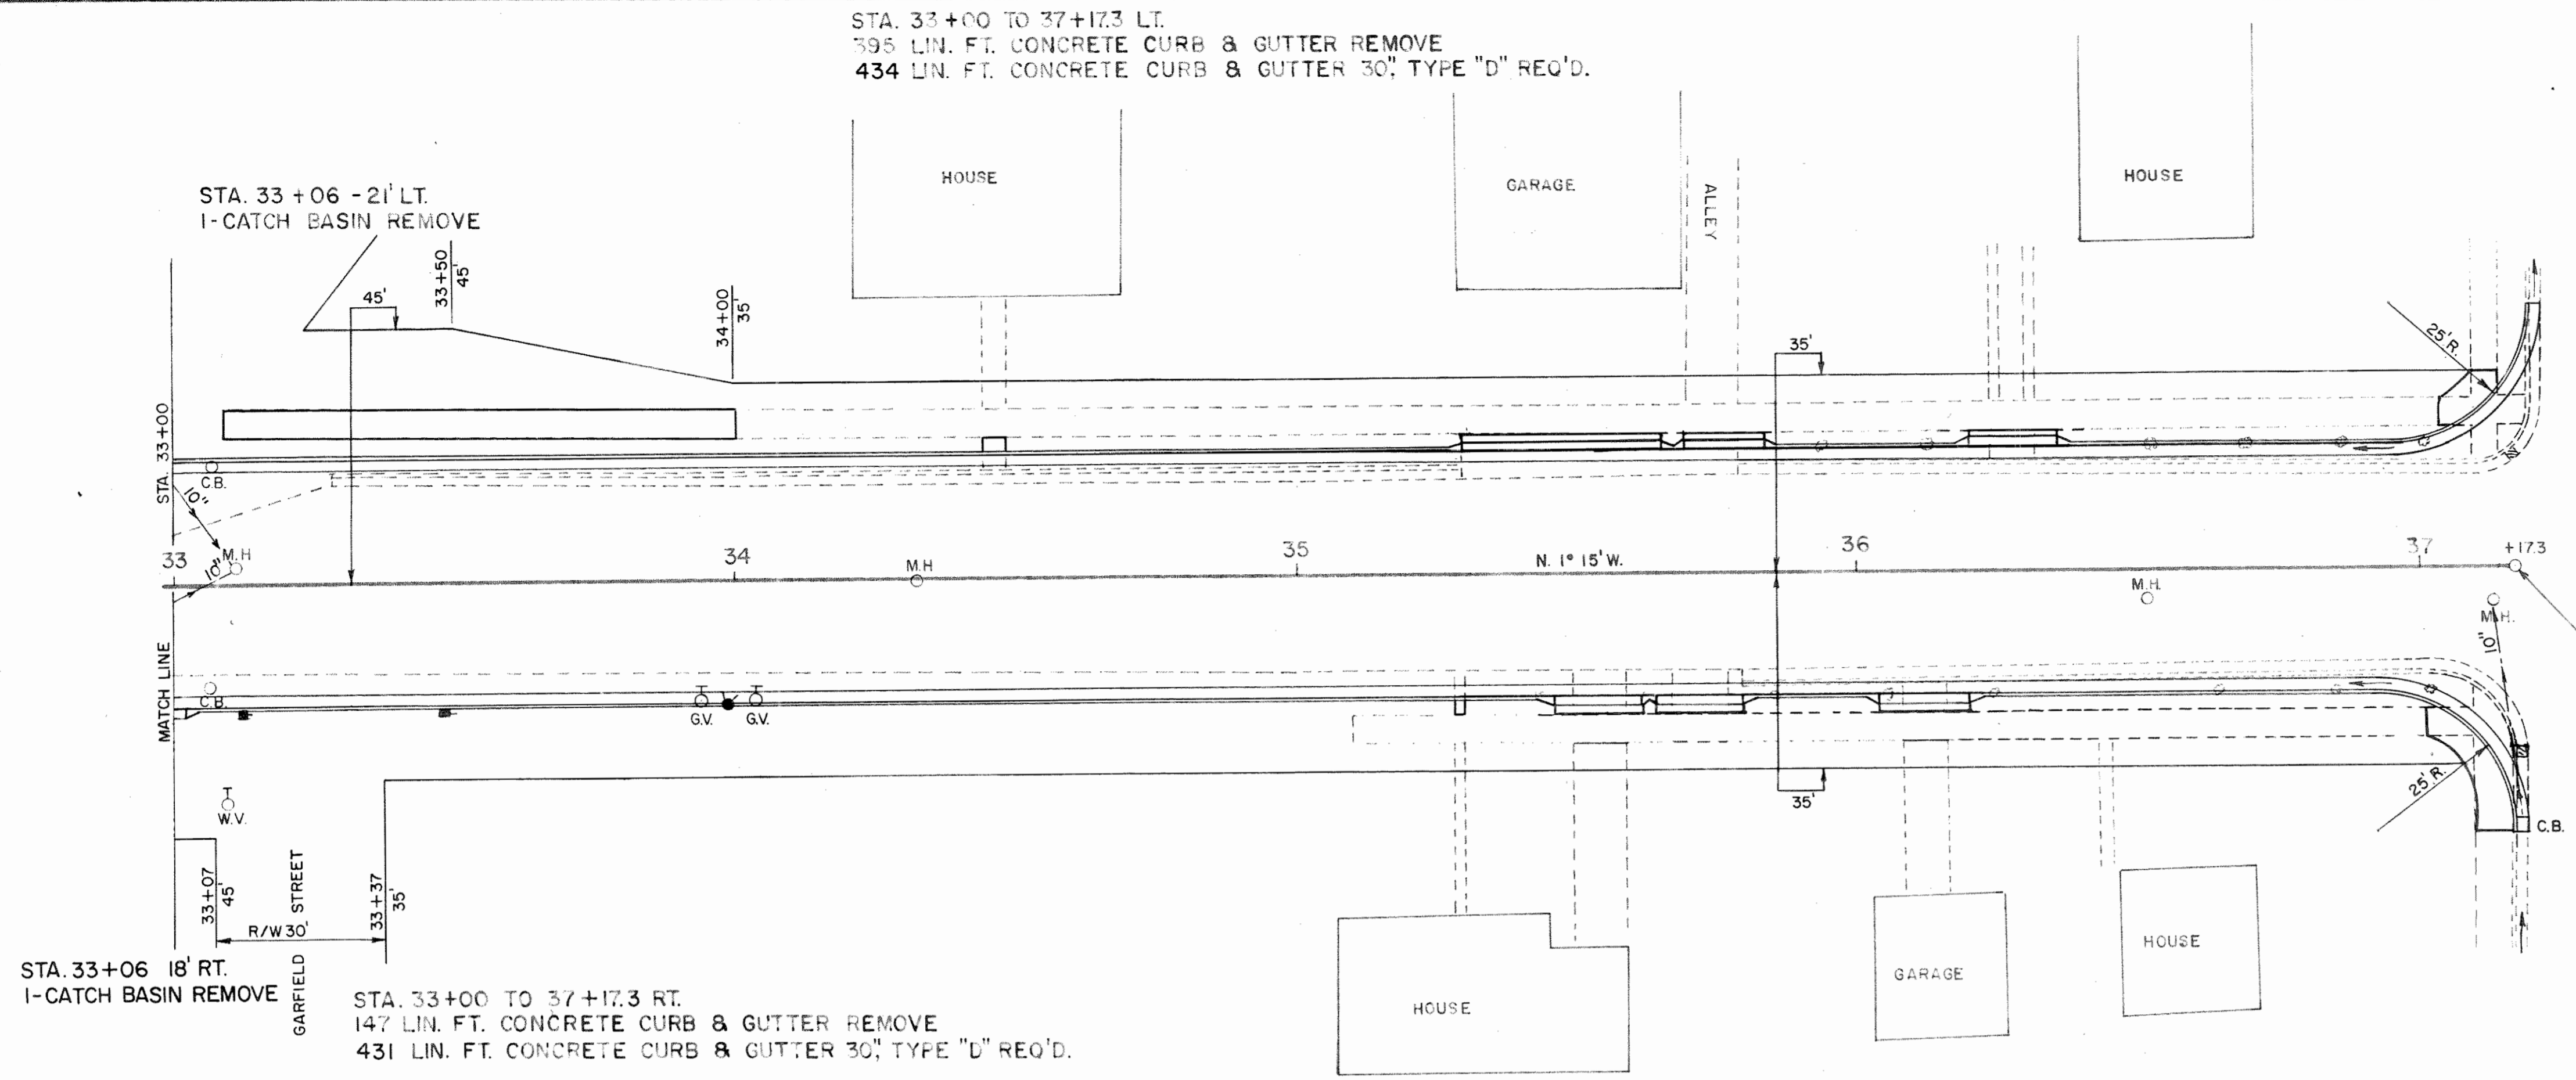 STA. 33+00 TO 37+17.3 LT.
395 LIN. FT. CONCRETE CURB & GUTTER REMOVE
434 LIN. FT. CONCRETE CURB & GUTTER 30", TYPE "D" REQ'D.
HOUSE
GARAGE
ALLEY
HOUSE
STA. 33+06 - 21' LT.
1-CATCH BASIN REMOVE
33+50
45'
45'
34+00
35'
35'
25' R.
STA. 33+00
C.B.
10"
M.H
10"
33
34
M.H
35
N. 1° 15' W.
36
37
+17.3
M.H.
M.H.
10"
MATCH LINE
C.B.
G.V.
G.V.
W.V.
35'
25' R.
C.B.
33+07
45'
R/W 30'
GARFIELD STREET
33+37
35'
STA. 33+06 18' RT.
1-CATCH BASIN REMOVE
STA. 33+00 TO 37+17.3 RT.
147 LIN. FT. CONCRETE CURB & GUTTER REMOVE
431 LIN. FT. CONCRETE CURB & GUTTER 30", TYPE "D" REQ'D.
HOUSE
GARAGE
HOUSE